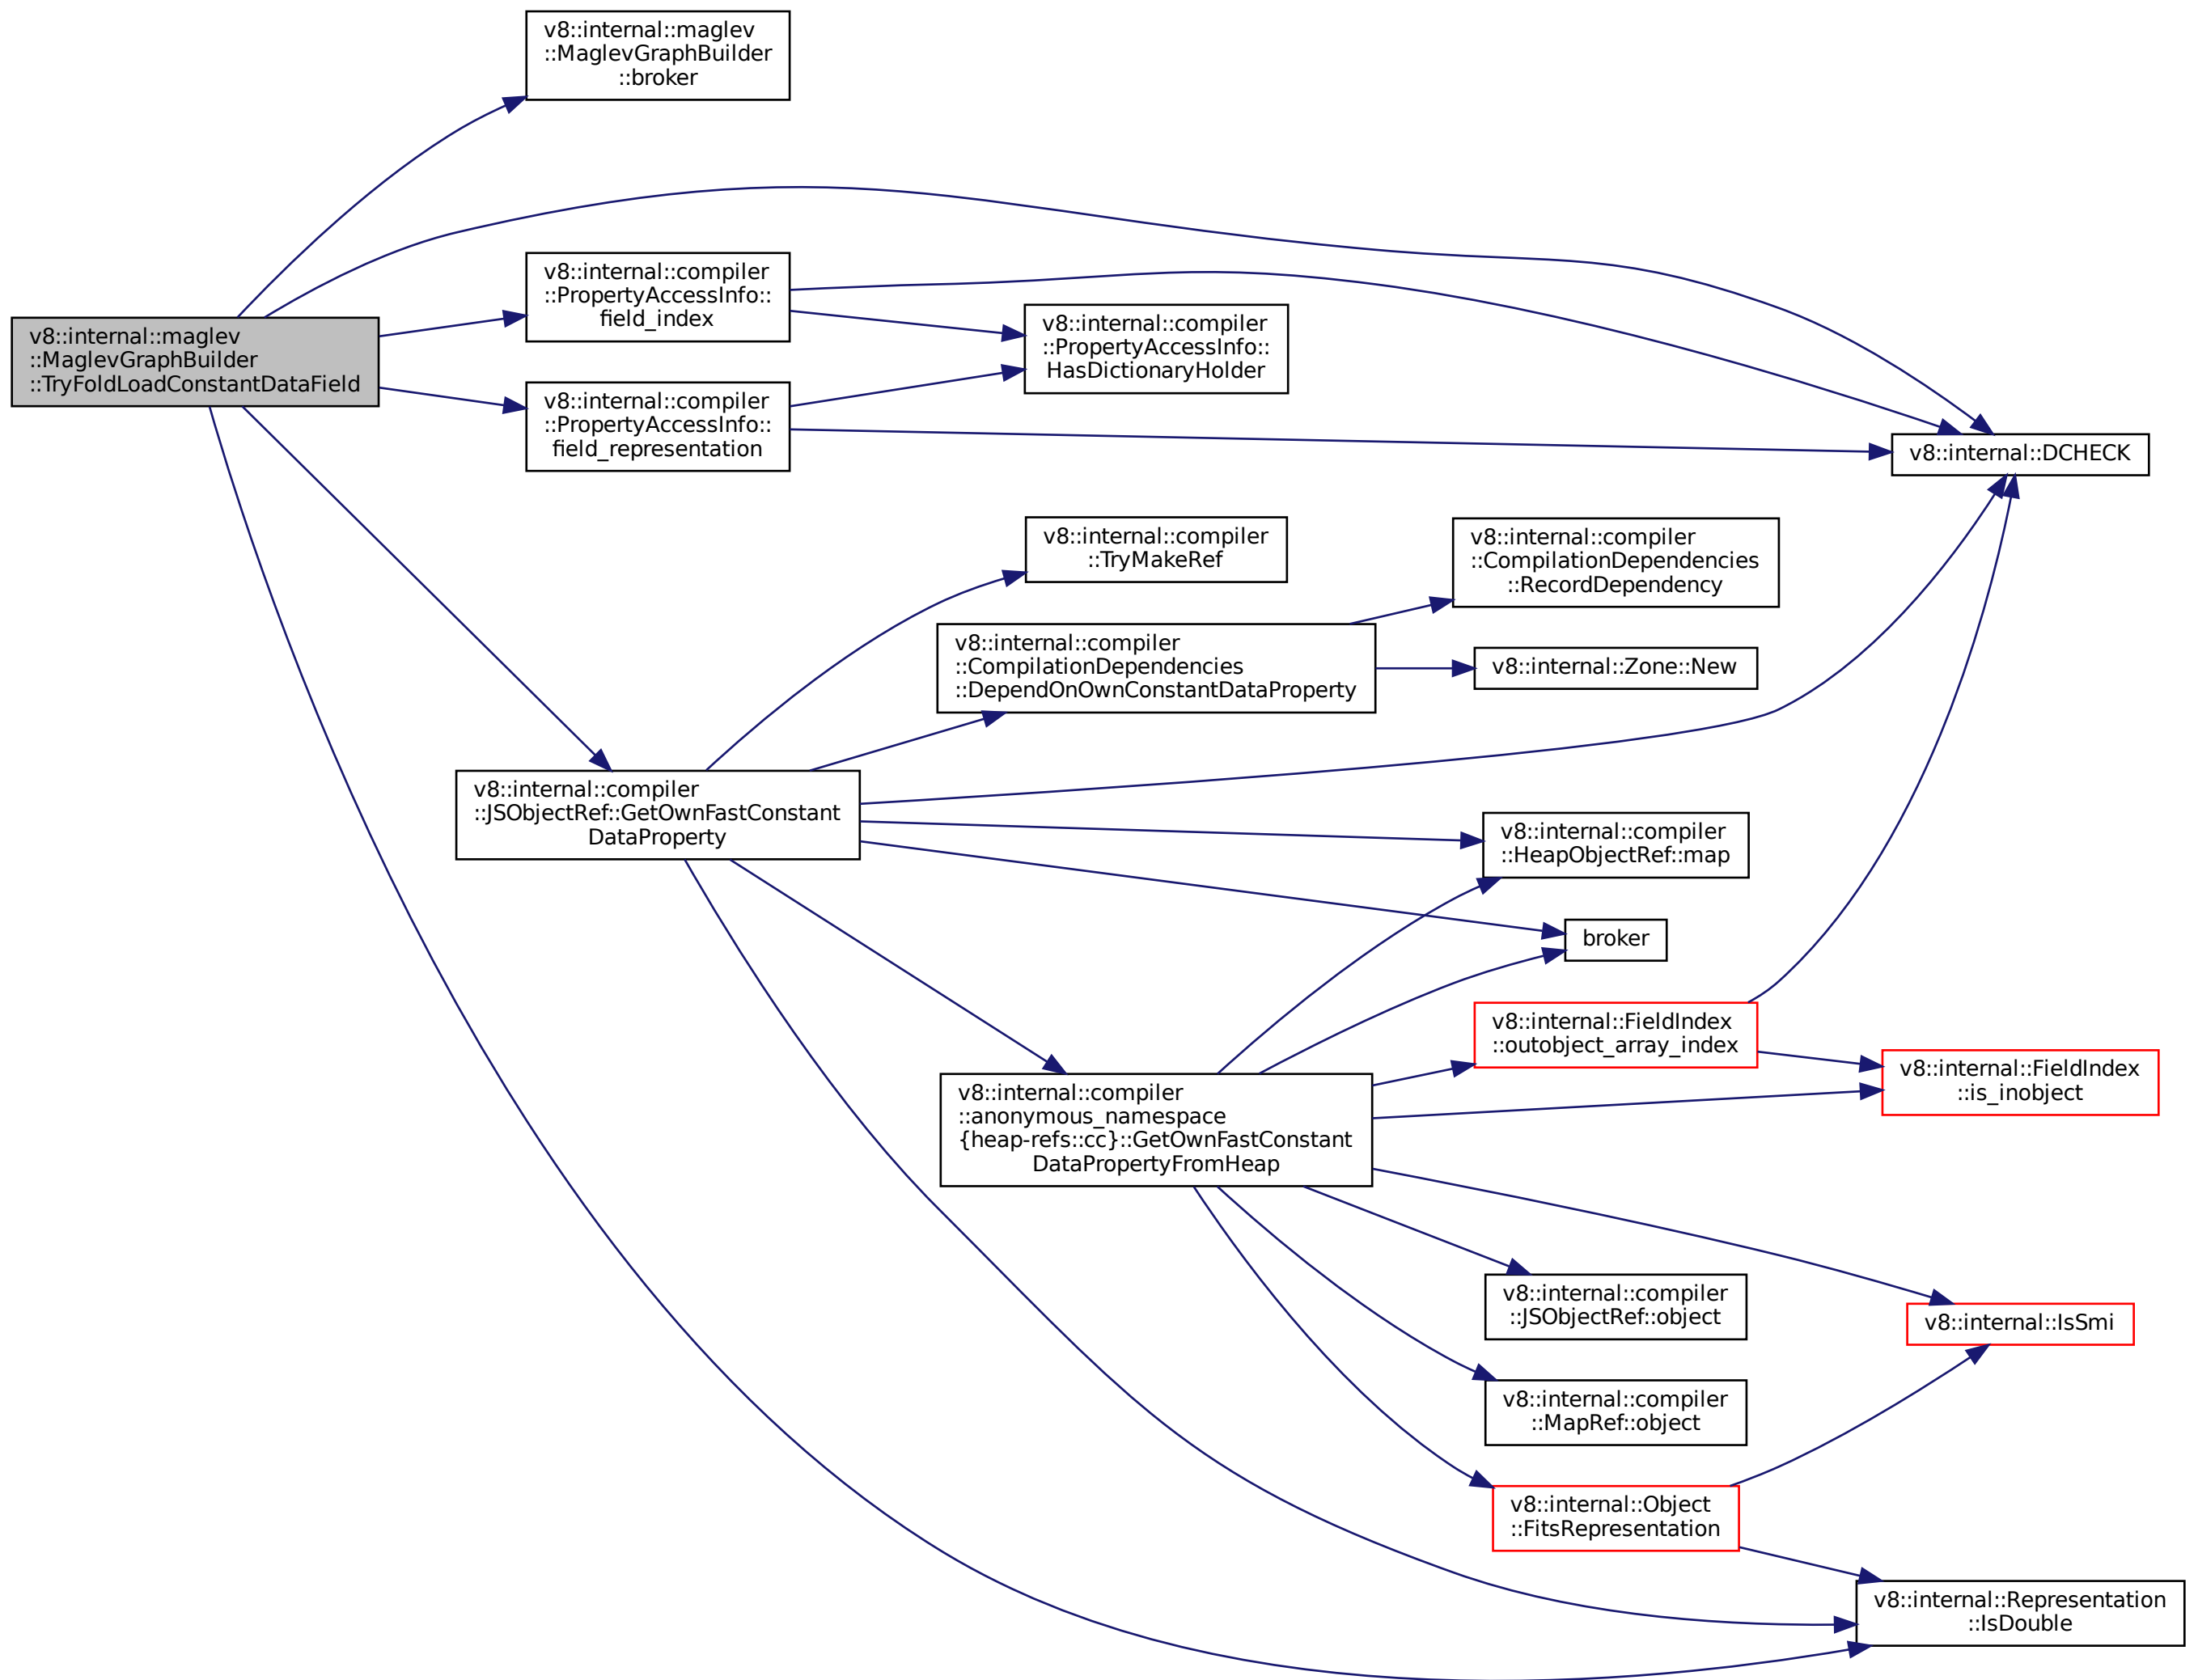 v8::internal::maglev
::MaglevGraphBuilder
::broker
v8::internal::compiler
::PropertyAccessInfo::
field_index
v8::internal::compiler
::PropertyAccessInfo::
HasDictionaryHolder
v8::internal::maglev
::MaglevGraphBuilder
::TryFoldLoadConstantDataField
v8::internal::compiler
::PropertyAccessInfo::
field_representation
v8::internal::DCHECK
v8::internal::compiler
::TryMakeRef
v8::internal::compiler
::CompilationDependencies
::RecordDependency
v8::internal::compiler
::CompilationDependencies
::DependOnOwnConstantDataProperty
v8::internal::Zone::New
v8::internal::compiler
::JSObjectRef::GetOwnFastConstant
DataProperty
v8::internal::compiler
::HeapObjectRef::map
broker
v8::internal::FieldIndex
::outobject_array_index
v8::internal::FieldIndex
::is_inobject
v8::internal::compiler
::anonymous_namespace
{heap-refs::cc}::GetOwnFastConstant
DataPropertyFromHeap
v8::internal::compiler
::JSObjectRef::object
v8::internal::IsSmi
v8::internal::compiler
::MapRef::object
v8::internal::Object
::FitsRepresentation
v8::internal::Representation
::IsDouble